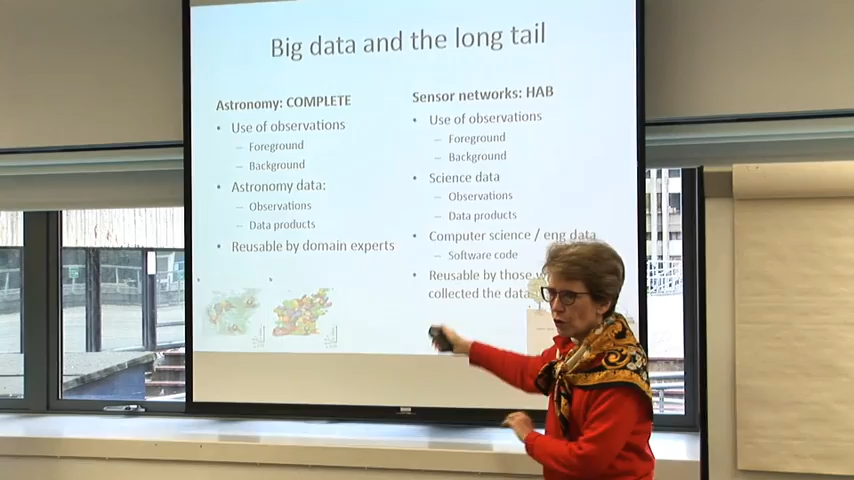 Big data and the long tail
Astronomy: COMPLETE
• Use of observations
– Foreground
– Background
• Astronomy data:
– Observations
– Data products
• Reusable by domain experts
Sensor networks: HAB
• Use of observations
– Foreground
– Background
• Science data
– Observations
– Data products
• Computer science / eng data
– Software code
• Reusable by those
collected the data